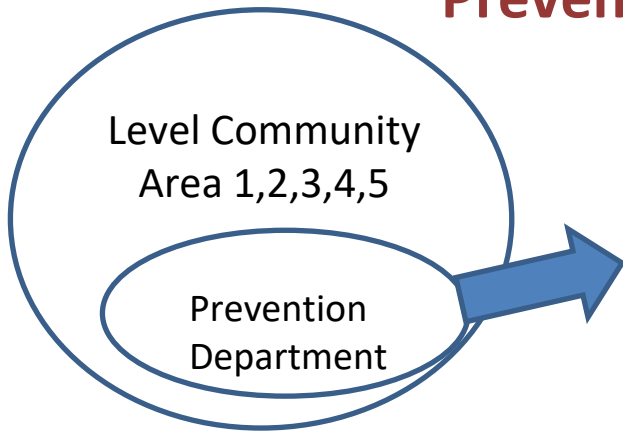 Preven
Level Community
Area 1,2,3,4,5
Prevention
Department